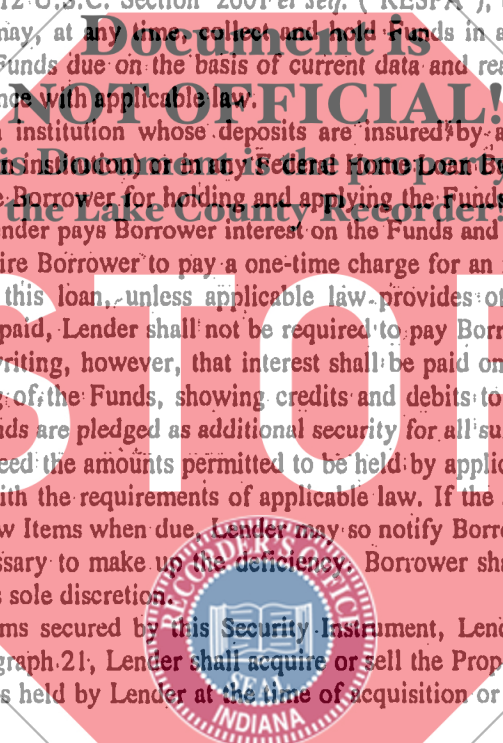 12 U.S.C. Section 2601 et seq. ("RESPA"),
may, at any time, collect and hold Funds in a
Document is
Funds due on the basis of current data and rea
nce with applicable law.
NOT OFFICIAL!
institution whose deposits are insured by
n institution) or in any Federal Home Loan Ba
is Document is the property
e Borrower for holding and applying the Funds
the Lake County Recorder
nder pays Borrower interest on the Funds and
ire Borrower to pay a one-time charge for an
this loan, unless applicable law provides of
paid, Lender shall not be required to pay Borr
riting, however, that interest shall be paid on
g of the Funds, showing credits and debits to
ds are pledged as additional security for all su
eed the amounts permitted to be held by applic
ith the requirements of applicable law. If the
w Items when due, Lender may so notify Borro
ssary to make up the deficiency. Borrower sha
s sole discretion.
STOP
ms secured by this Security Instrument, Lend
graph 21, Lender shall acquire or sell the Prop
s held by Lender at the time of acquisition or
RECORDER'S OFFICE
SEAL
INDIANA